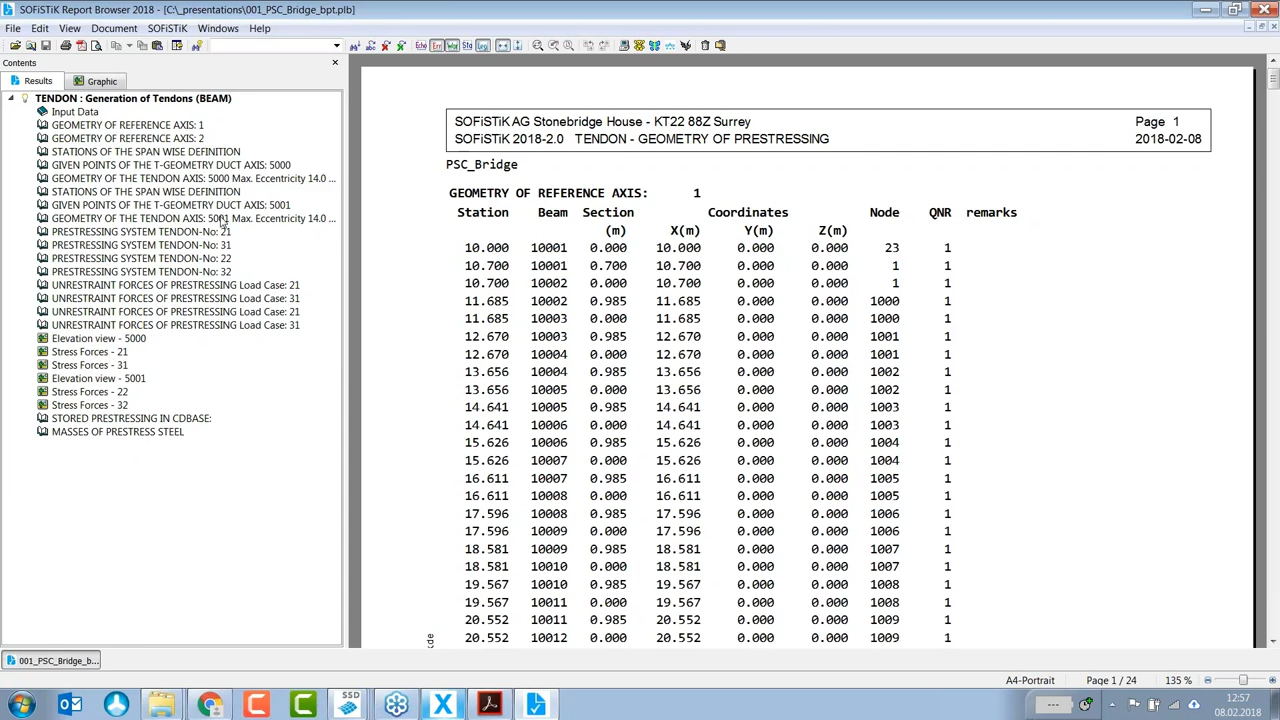 SOFiSTiK Report Browser 2018 - [C:\_presentations\001_PSC_Bridge_bpt.plb]
File Edit View Document SOFiSTiK Windows Help
Echo Err War Stq Leg
Contents
Results Graphic
TENDON : Generation of Tendons (BEAM)
Input Data
GEOMETRY OF REFERENCE AXIS: 1
GEOMETRY OF REFERENCE AXIS: 2
STATIONS OF THE SPAN WISE DEFINITION
GIVEN POINTS OF THE T-GEOMETRY DUCT AXIS: 5000
GEOMETRY OF THE TENDON AXIS: 5000 Max. Eccentricity 14.0 ...
STATIONS OF THE SPAN WISE DEFINITION
GIVEN POINTS OF THE T-GEOMETRY DUCT AXIS: 5001
GEOMETRY OF THE TENDON AXIS: 5001 Max. Eccentricity 14.0 ...
PRESTRESSING SYSTEM TENDON-No: 21
PRESTRESSING SYSTEM TENDON-No: 31
PRESTRESSING SYSTEM TENDON-No: 22
PRESTRESSING SYSTEM TENDON-No: 32
UNRESTRAINT FORCES OF PRESTRESSING Load Case: 21
UNRESTRAINT FORCES OF PRESTRESSING Load Case: 31
UNRESTRAINT FORCES OF PRESTRESSING Load Case: 21
UNRESTRAINT FORCES OF PRESTRESSING Load Case: 31
Elevation view - 5000
Stress Forces - 21
Stress Forces - 31
Elevation view - 5001
Stress Forces - 22
Stress Forces - 32
STORED PRESTRESSING IN CDBASE:
MASSES OF PRESTRESS STEEL
SOFiSTiK AG Stonebridge House - KT22 88Z Surrey Page 1
SOFiSTiK 2018-2.0 TENDON - GEOMETRY OF PRESTRESSING 2018-02-08
PSC_Bridge
GEOMETRY OF REFERENCE AXIS: 1
Station Beam Section Coordinates Node QNR remarks
(m) X(m) Y(m) Z(m)
10.000 10001 0.000 10.000 0.000 0.000 23 1
10.700 10001 0.700 10.700 0.000 0.000 1 1
10.700 10002 0.000 10.700 0.000 0.000 1 1
11.685 10002 0.985 11.685 0.000 0.000 1000 1
11.685 10003 0.000 11.685 0.000 0.000 1000 1
12.670 10003 0.985 12.670 0.000 0.000 1001 1
12.670 10004 0.000 12.670 0.000 0.000 1001 1
13.656 10004 0.985 13.656 0.000 0.000 1002 1
13.656 10005 0.000 13.656 0.000 0.000 1002 1
14.641 10005 0.985 14.641 0.000 0.000 1003 1
14.641 10006 0.000 14.641 0.000 0.000 1003 1
15.626 10006 0.985 15.626 0.000 0.000 1004 1
15.626 10007 0.000 15.626 0.000 0.000 1004 1
16.611 10007 0.985 16.611 0.000 0.000 1005 1
16.611 10008 0.000 16.611 0.000 0.000 1005 1
17.596 10008 0.985 17.596 0.000 0.000 1006 1
17.596 10009 0.000 17.596 0.000 0.000 1006 1
18.581 10009 0.985 18.581 0.000 0.000 1007 1
18.581 10010 0.000 18.581 0.000 0.000 1007 1
19.567 10010 0.985 19.567 0.000 0.000 1008 1
19.567 10011 0.000 19.567 0.000 0.000 1008 1
20.552 10011 0.985 20.552 0.000 0.000 1009 1
20.552 10012 0.000 20.552 0.000 0.000 1009 1
001_PSC_Bridge_b...
A4-Portrait Page 1 / 24 135 %
SSD
12:57
08.02.2018